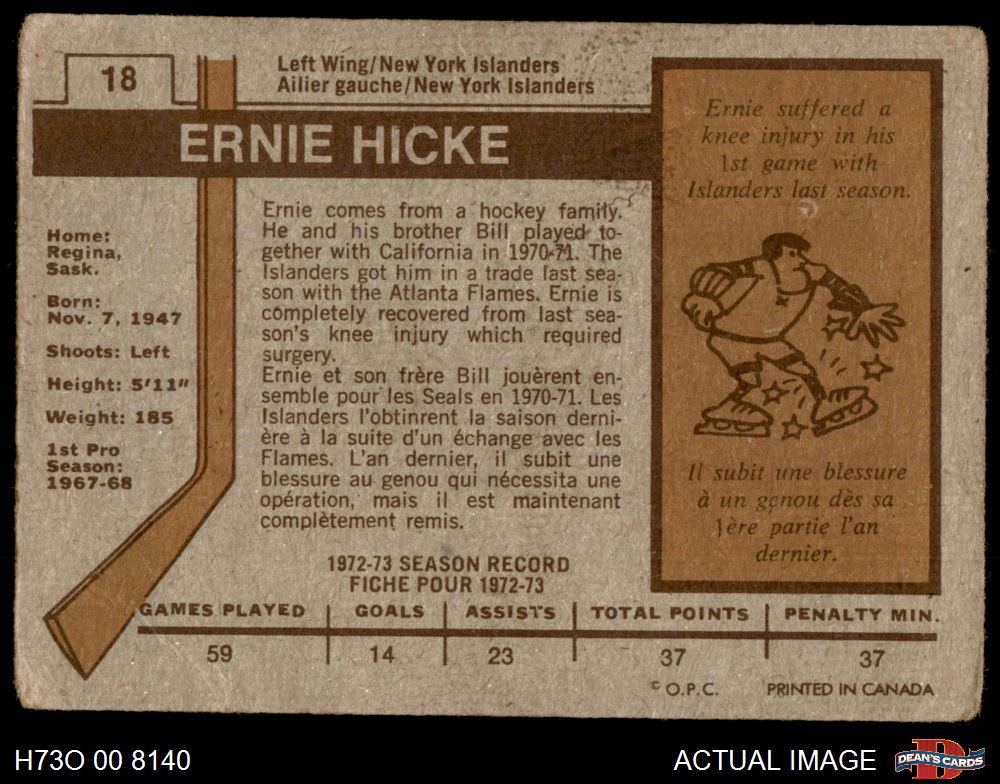 18
Left Wing/New York Islanders
Ailier gauche/New York Islanders
ERNIE HICKE
Home:
Regina,
Sask.
Born:
Nov. 7, 1947
Shoots: Left
Height: 5'11"
Weight: 185
1st Pro
Season:
1967-68
Ernie comes from a hockey family.
He and his brother Bill played to-
gether with California in 1970-71. The
Islanders got him in a trade last sea-
son with the Atlanta Flames. Ernie is
completely recovered from last sea-
son's knee injury which required
surgery.
Ernie et son frère Bill jouèrent en-
semble pour les Seals en 1970-71. Les
Islanders l'obtinrent la saison derni-
ère à la suite d'un échange avec les
Flames. L'an dernier, il subit une
blessure au genou qui nécessita une
opération, mais il est maintenant
complètement remis.
Ernie suffered a
knee injury in his
1st game with
Islanders last season.
Il subit une blessure
à un genou dès sa
1ère partie l'an
dernier.
1972-73 SEASON RECORD
FICHE POUR 1972-73
GAMES PLAYED GOALS ASSISTS TOTAL POINTS PENALTY MIN.
59 14 23 37 37
© O.P.C. PRINTED IN CANADA
H73O 00 8140 ACTUAL IMAGE DEAN'S CARDS